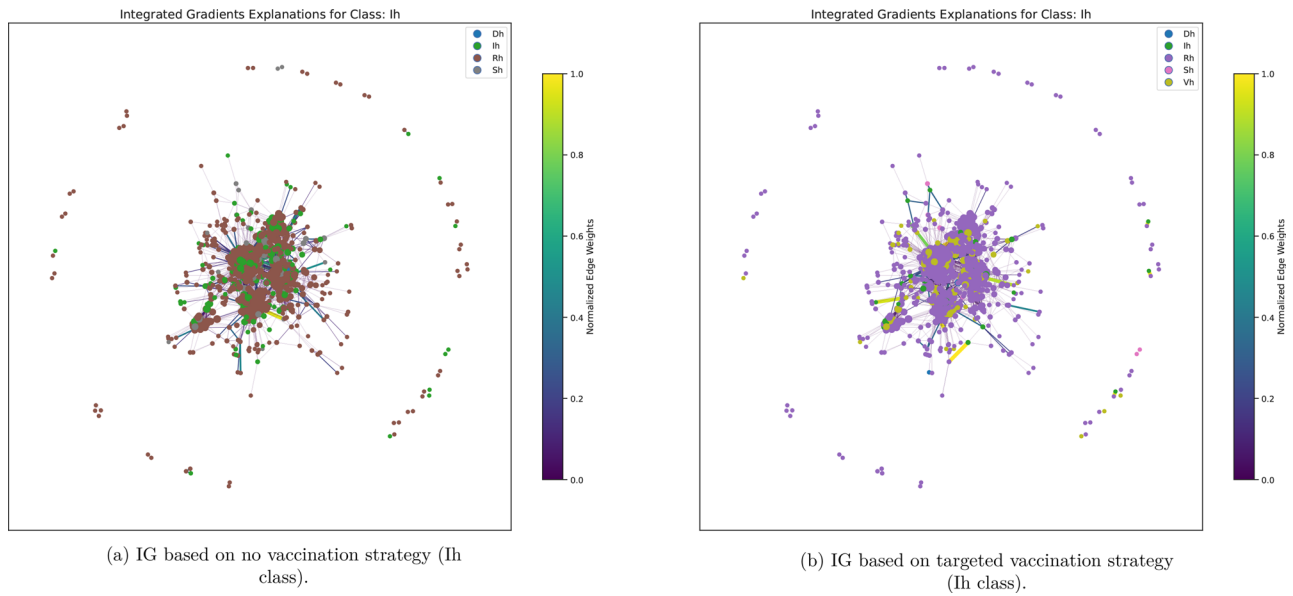 Integrated Gradients Explanations for Class: Ih
Dh
Ih
Rh
Sh
1.0
0.8
0.6
0.4
0.2
0.0
Normalized Edge Weights
(a) IG based on no vaccination strategy (Ih
class).
Integrated Gradients Explanations for Class: Ih
Dh
Ih
Rh
Sh
Vh
1.0
0.8
0.6
0.4
0.2
0.0
Normalized Edge Weights
(b) IG based on targeted vaccination strategy
(Ih class).